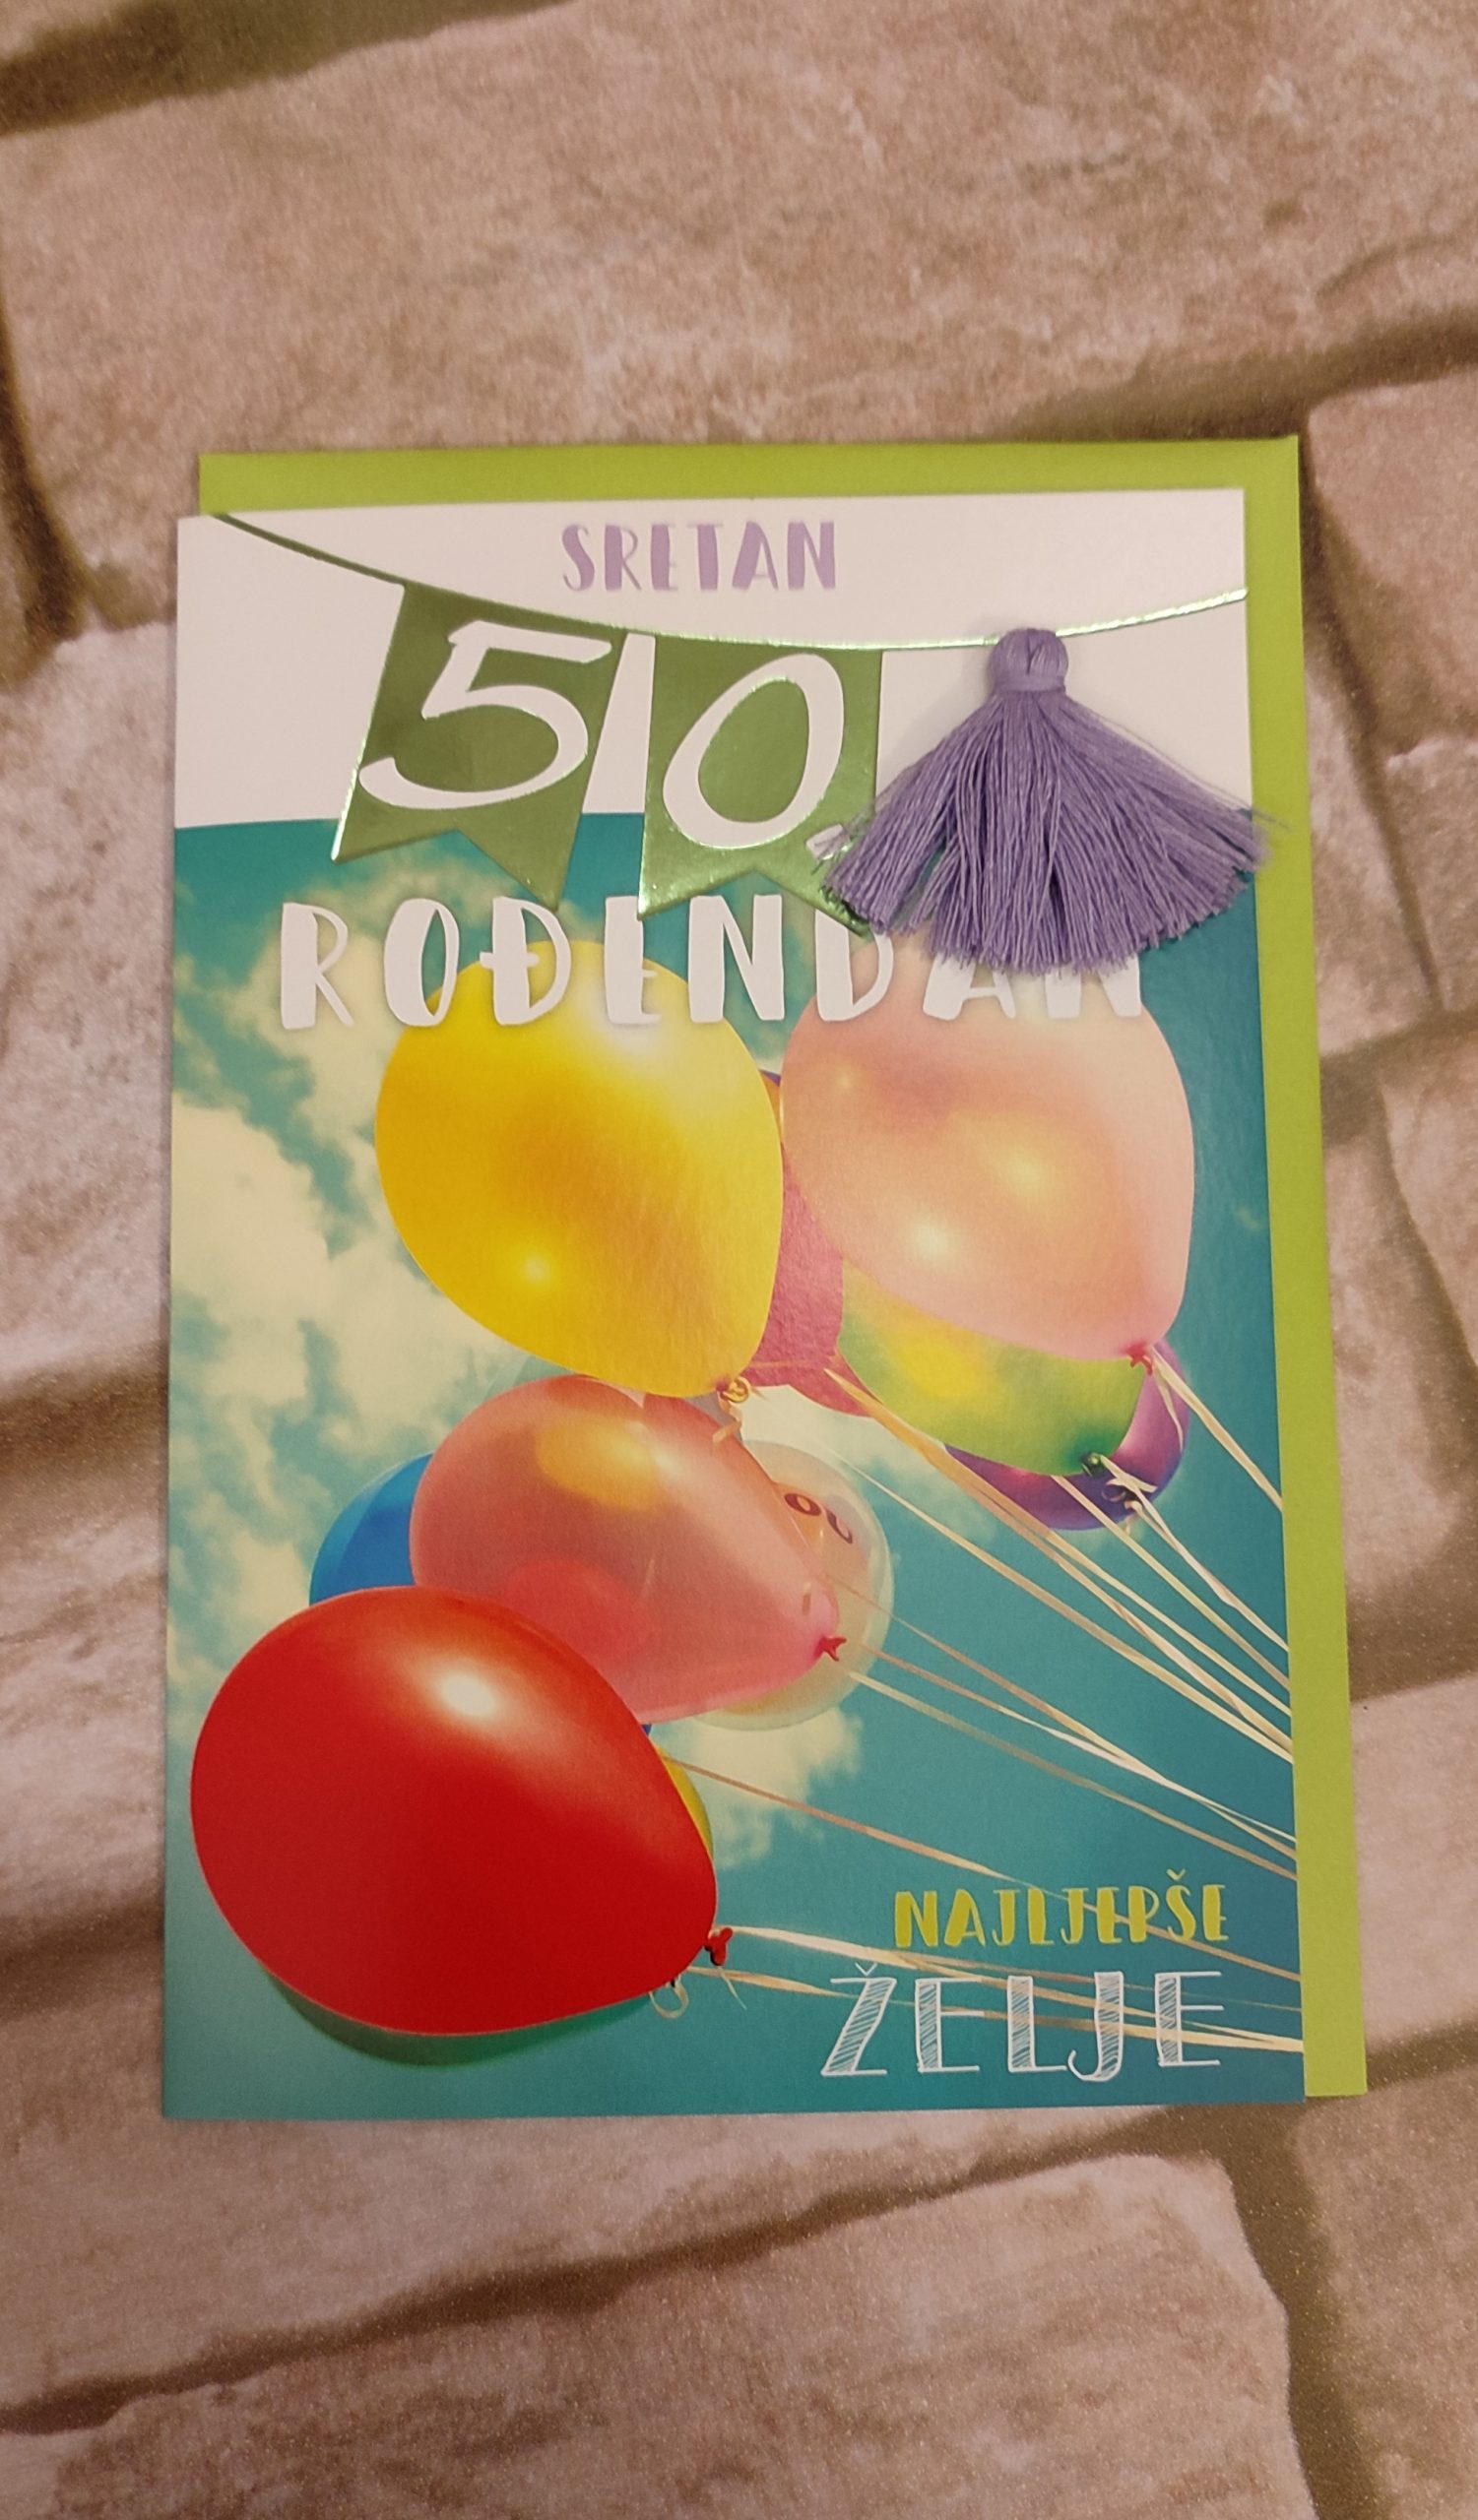 SRETAN
50.
ROĐENDAN
NAJLJEPŠE
ŽELJE